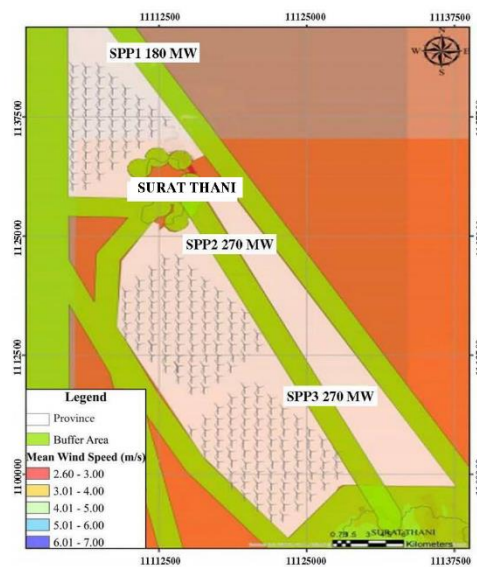 11112500 11125000 11137500
SPP1 180 MW
N
W E
S
1137500
SURAT THANI
1125000
SPP2 270 MW
1112500
SPP3 270 MW
Legend
Province
Buffer Area
Mean Wind Speed (m/s)
2.60 - 3.00
3.01 - 4.00
4.01 - 5.00
5.01 - 6.00
6.01 - 7.00
1100000
SURAT THANI
Kilometers
11112500 11125000 11137500